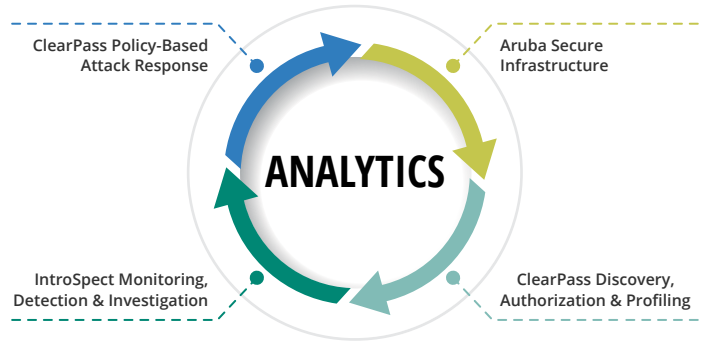 ClearPass Policy-Based
Attack Response
Aruba Secure
Infrastructure
ANALYTICS
IntroSpect Monitoring,
Detection & Investigation
ClearPass Discovery,
Authorization & Profiling